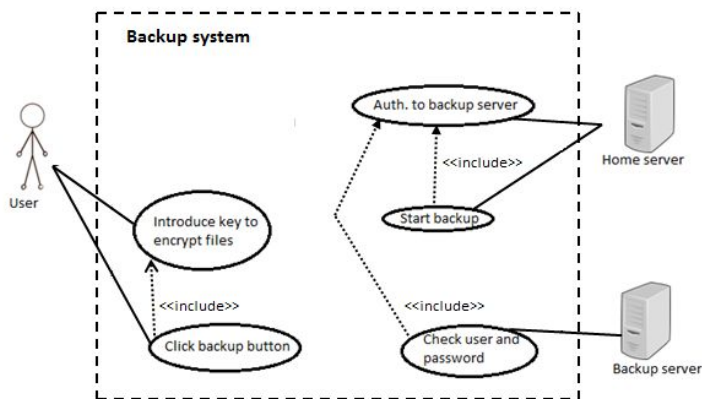 Backup system
Auth. to backup server
<<include>>
Home server
User
Introduce key to
encrypt files
Start backup
<<include>>
<<include>>
Click backup button
Check user and
password
Backup server